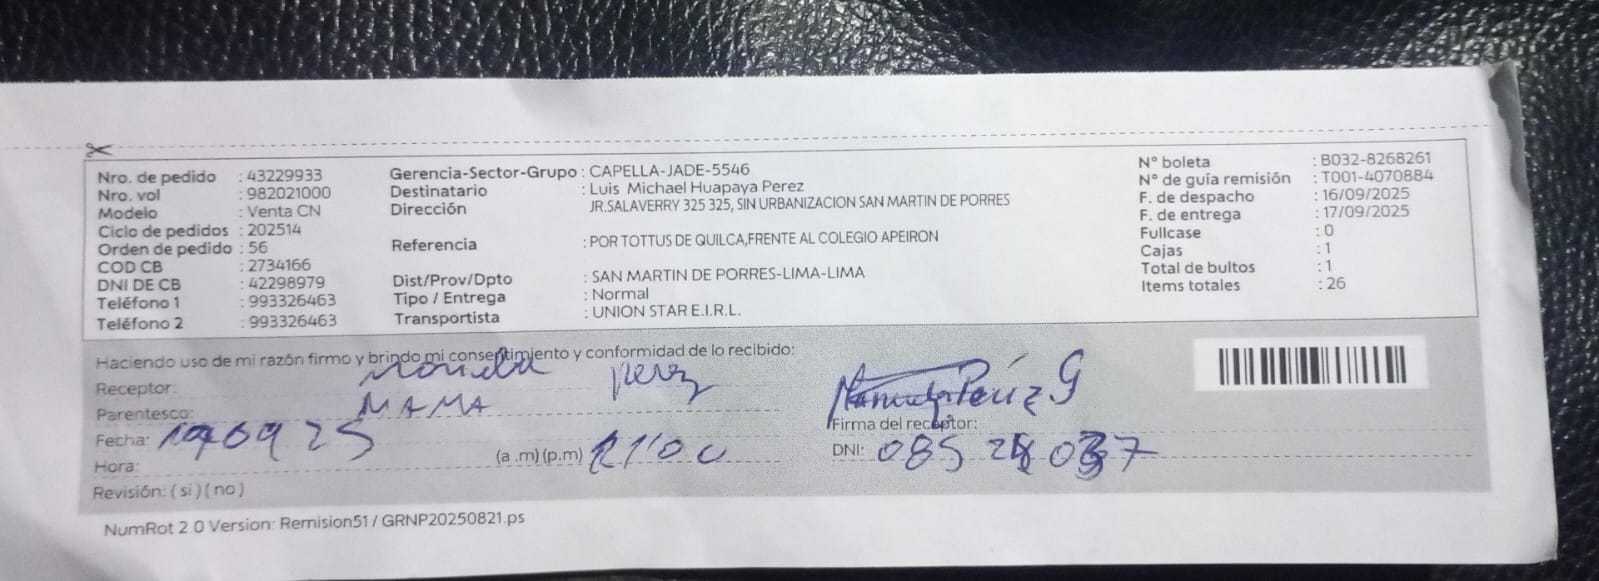 Nro. de pedido : 43229933
Nro. vol : 982021000
Modelo : Venta CN
Ciclo de pedidos : 202514
Orden de pedido : 56
COD CB : 2734166
DNI DE CB : 42298979
Teléfono 1 : 993326463
Teléfono 2 : 993326463
Gerencia-Sector-Grupo : CAPELLA-JADE-5546
Destinatario : Luis Michael Huapaya Perez
Dirección : JR.SALAVERRY 325 325, SIN URBANIZACION SAN MARTIN DE PORRES
Referencia : POR TOTTUS DE QUILCA,FRENTE AL COLEGIO APEIRON
Dist/Prov/Dpto : SAN MARTIN DE PORRES-LIMA-LIMA
Tipo / Entrega : Normal
Transportista : UNION STAR E.I.R.L.
N° boleta : B032-8268261
N° de guía remisión : T001-4070884
F. de despacho : 16/09/2025
F. de entrega : 17/09/2025
Fullcase : 0
Cajas : 1
Total de bultos : 1
Items totales : 26
Haciendo uso de mi razón firmo y brindo mi consentimiento y conformidad de lo recibido:
Receptor: Perez
Parentesco: MAMA
Firma del receptor:
Fecha:
Hora: (a .m) (p.m)
DNI:
Revisión: ( si ) ( no )
NumRot 2.0 Version: Remision51 / GRNP20250821.ps